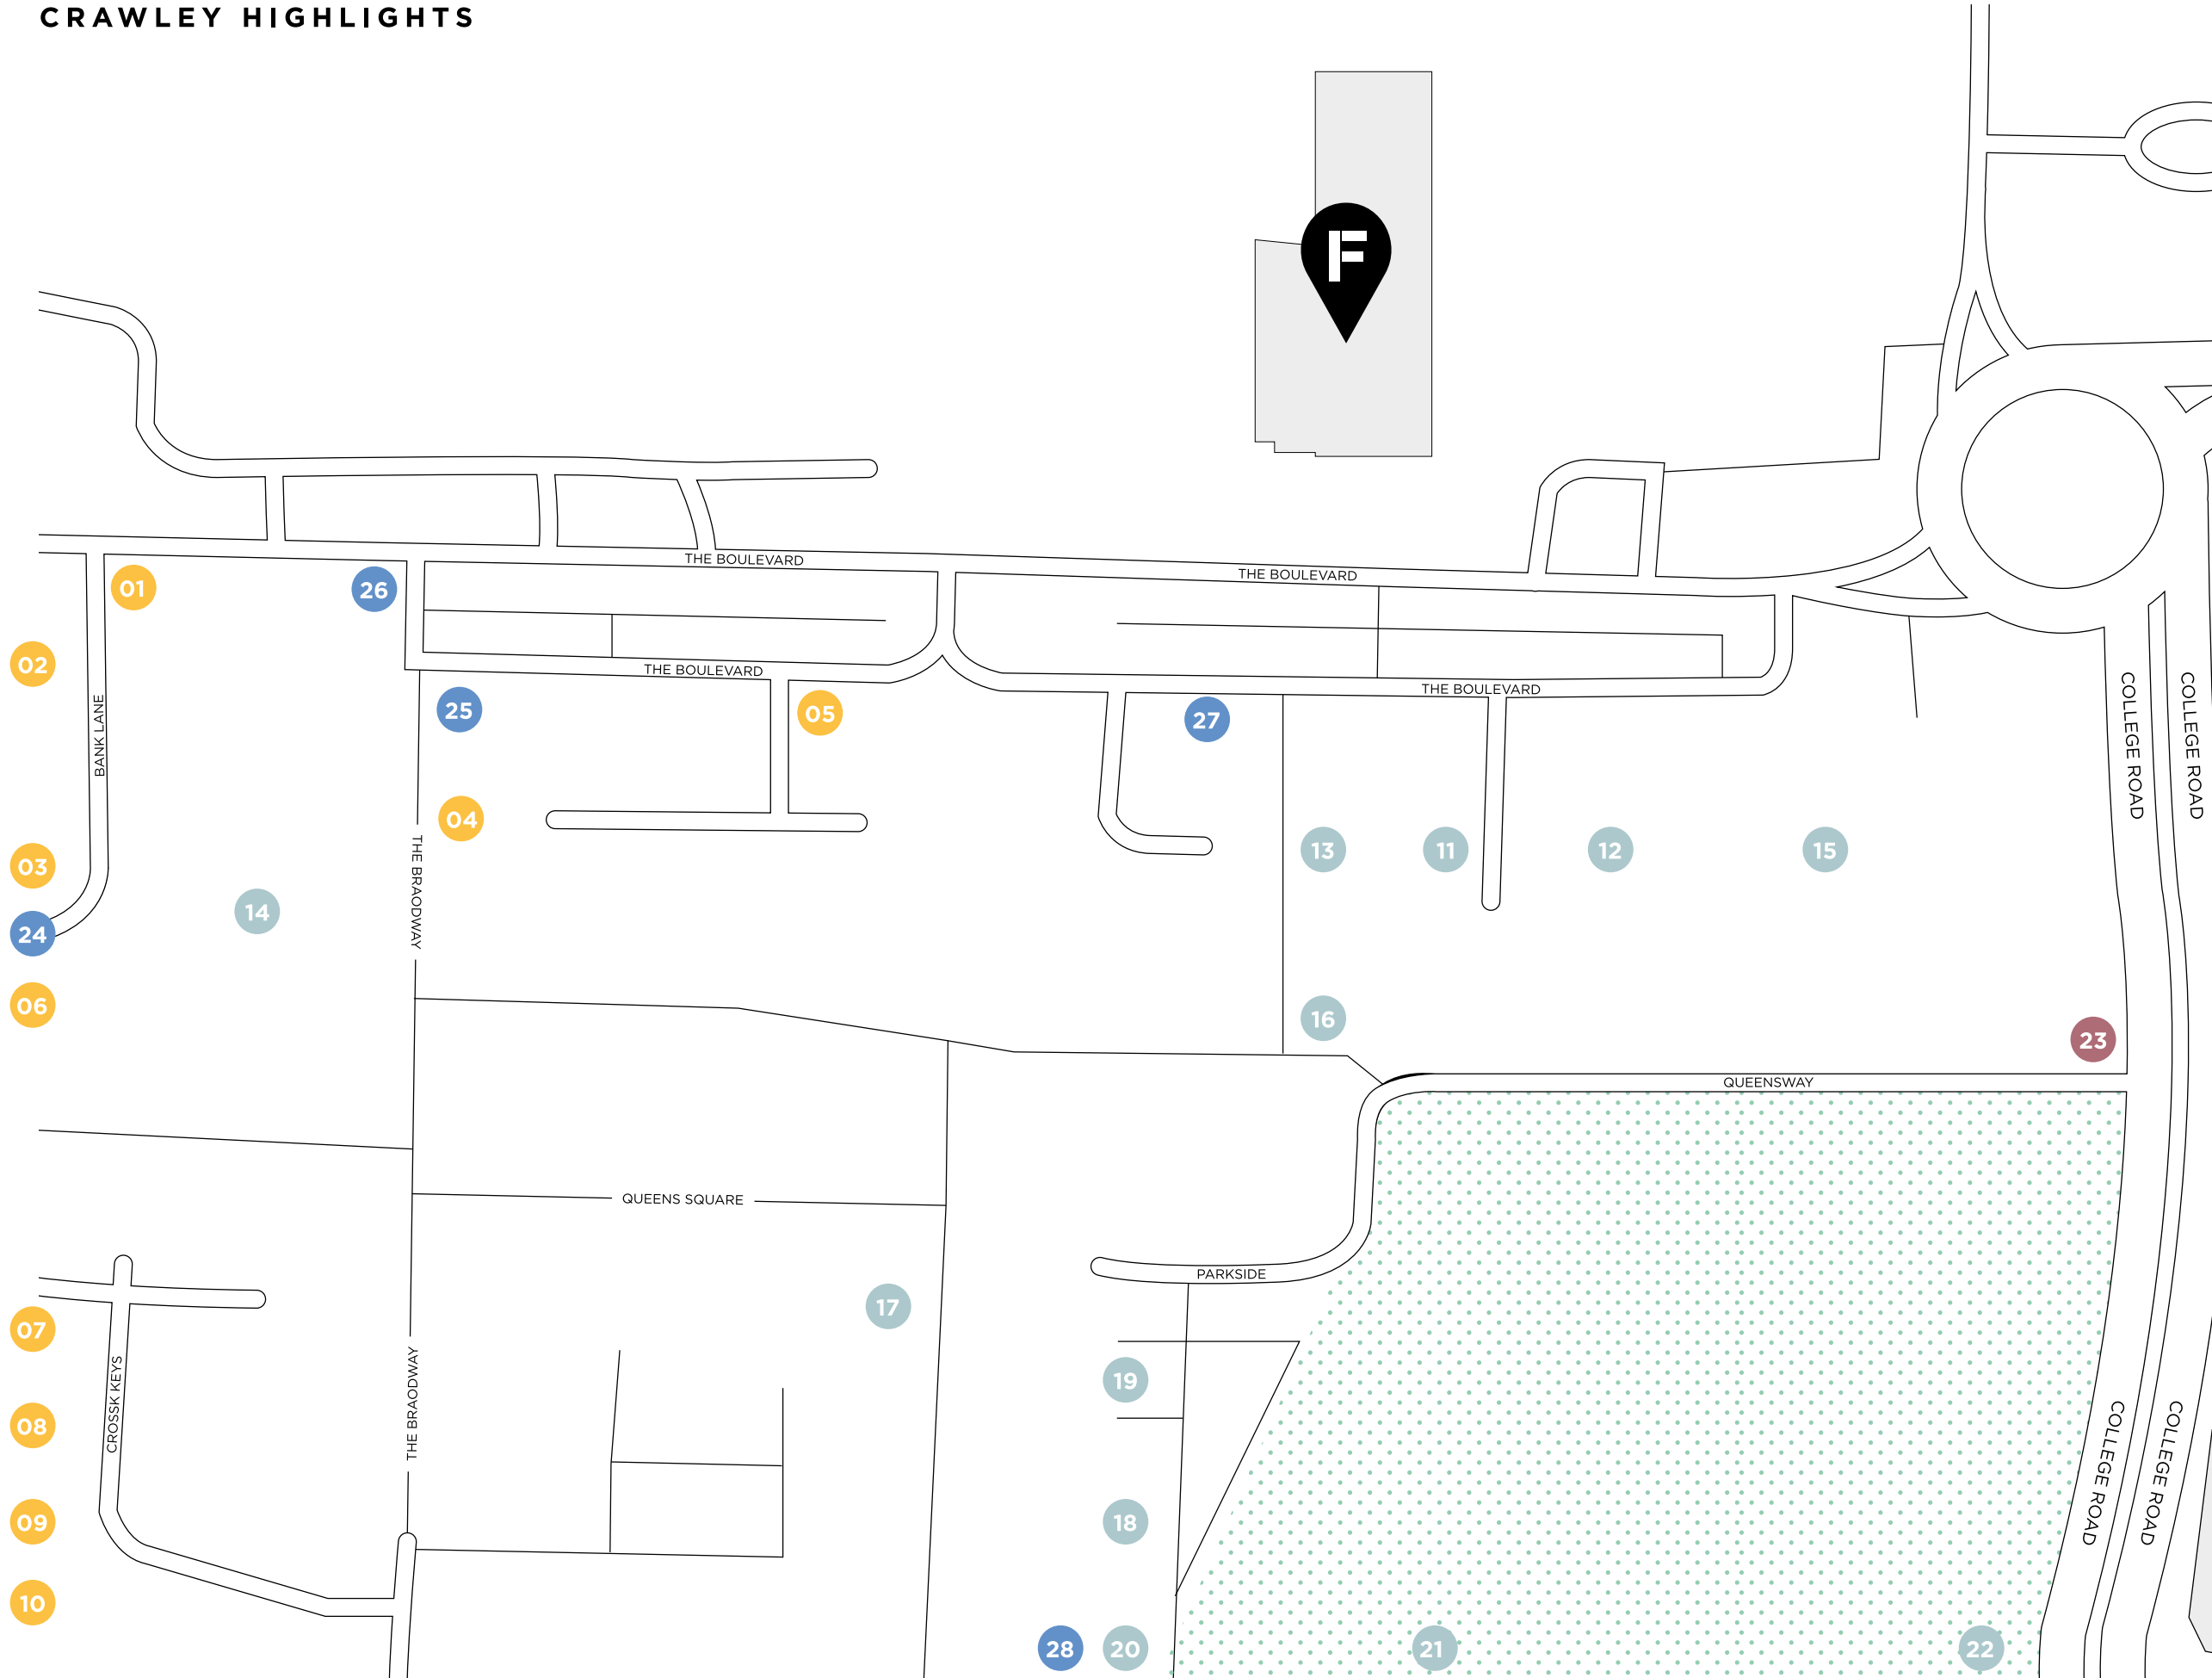 CRAWLEY HIGHLIGHTS
F
THE BOULEVARD
THE BOULEVARD
01
26
02
THE BOULEVARD
THE BOULEVARD
COLLEGE ROAD
COLLEGE ROAD
BANK LANE
25
05
27
04
03
THE BRAODWAY
13
11
12
15
14
24
06
16
23
QUEENSWAY
QUEENS SQUARE
PARKSIDE
17
07
CROSSK KEYS
THE BRAODWAY
19
08
COLLEGE ROAD
COLLEGE ROAD
09
18
10
28
20
21
22